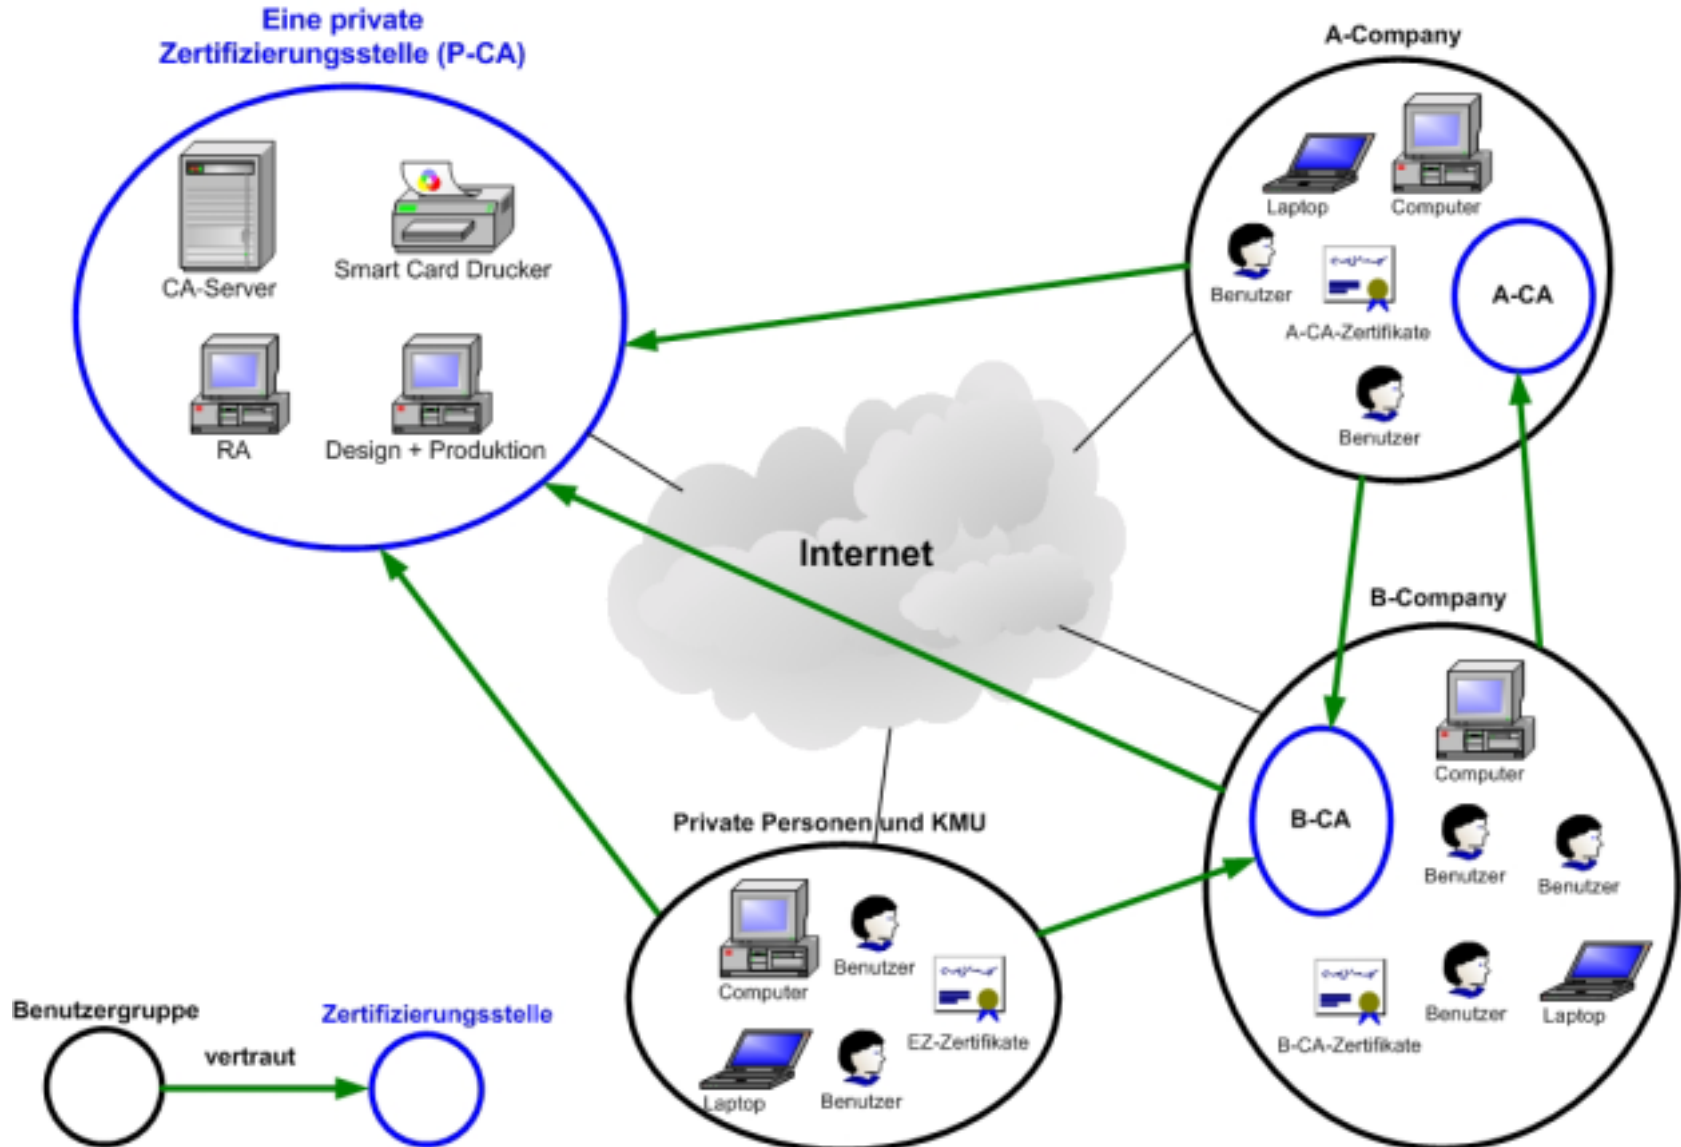 Eine private
Zertifizierungsstelle (P-CA)
CA-Server
Smart Card Drucker
RA
Design + Produktion
A-Company
Laptop
Computer
Benutzer
A-CA-Zertifikate
A-CA
Benutzer
Internet
B-Company
Computer
B-CA
Benutzer
Benutzer
B-CA-Zertifikate
Benutzer
Laptop
Private Personen und KMU
Computer
Benutzer
EZ-Zertifikate
Laptop
Benutzer
Benutzergruppe
vertraut
Zertifizierungsstelle